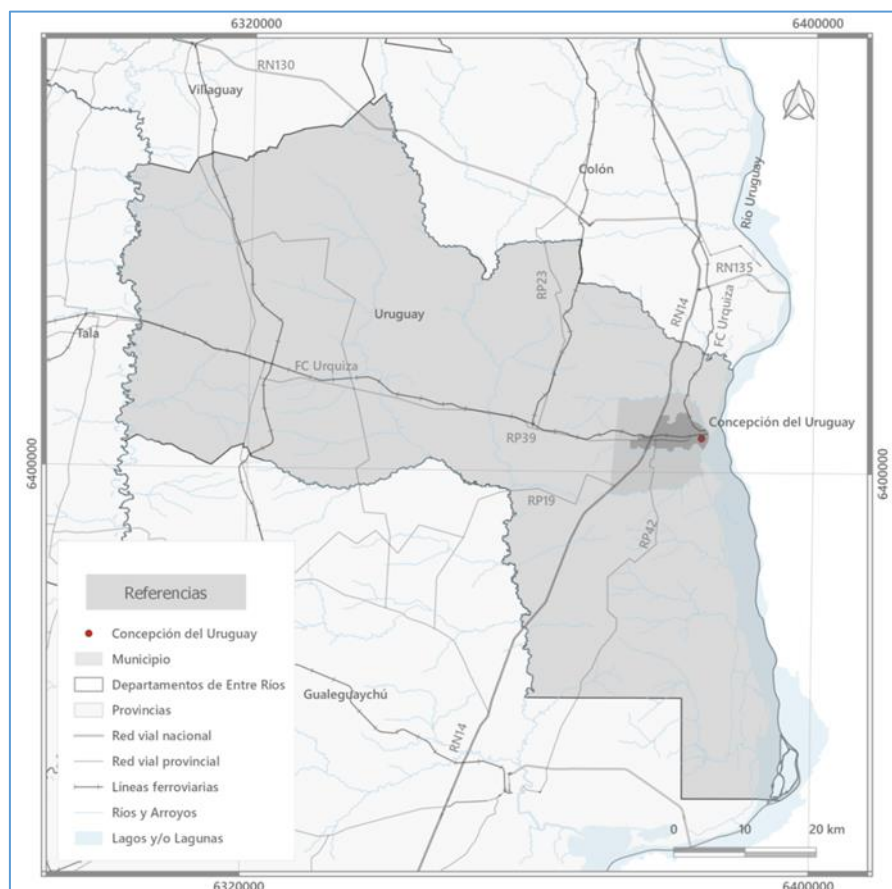 6320000
6400000
RN130
Villaguay
Colón
Río Uruguay
RN135
RP23
RN14
FC Urquiza
Uruguay
Tala
FC Urquiza
Concepción del Uruguay
RP39
6400000
6400000
RP19
RP42
Referencias
Concepción del Uruguay
Municipio
Departamentos de Entre Ríos
Provincias
Red vial nacional
Red vial provincial
Líneas ferroviarias
Ríos y Arroyos
Lagos y/o Lagunas
Gualeguaychú
RN14
0 10 20 km
6320000
6400000